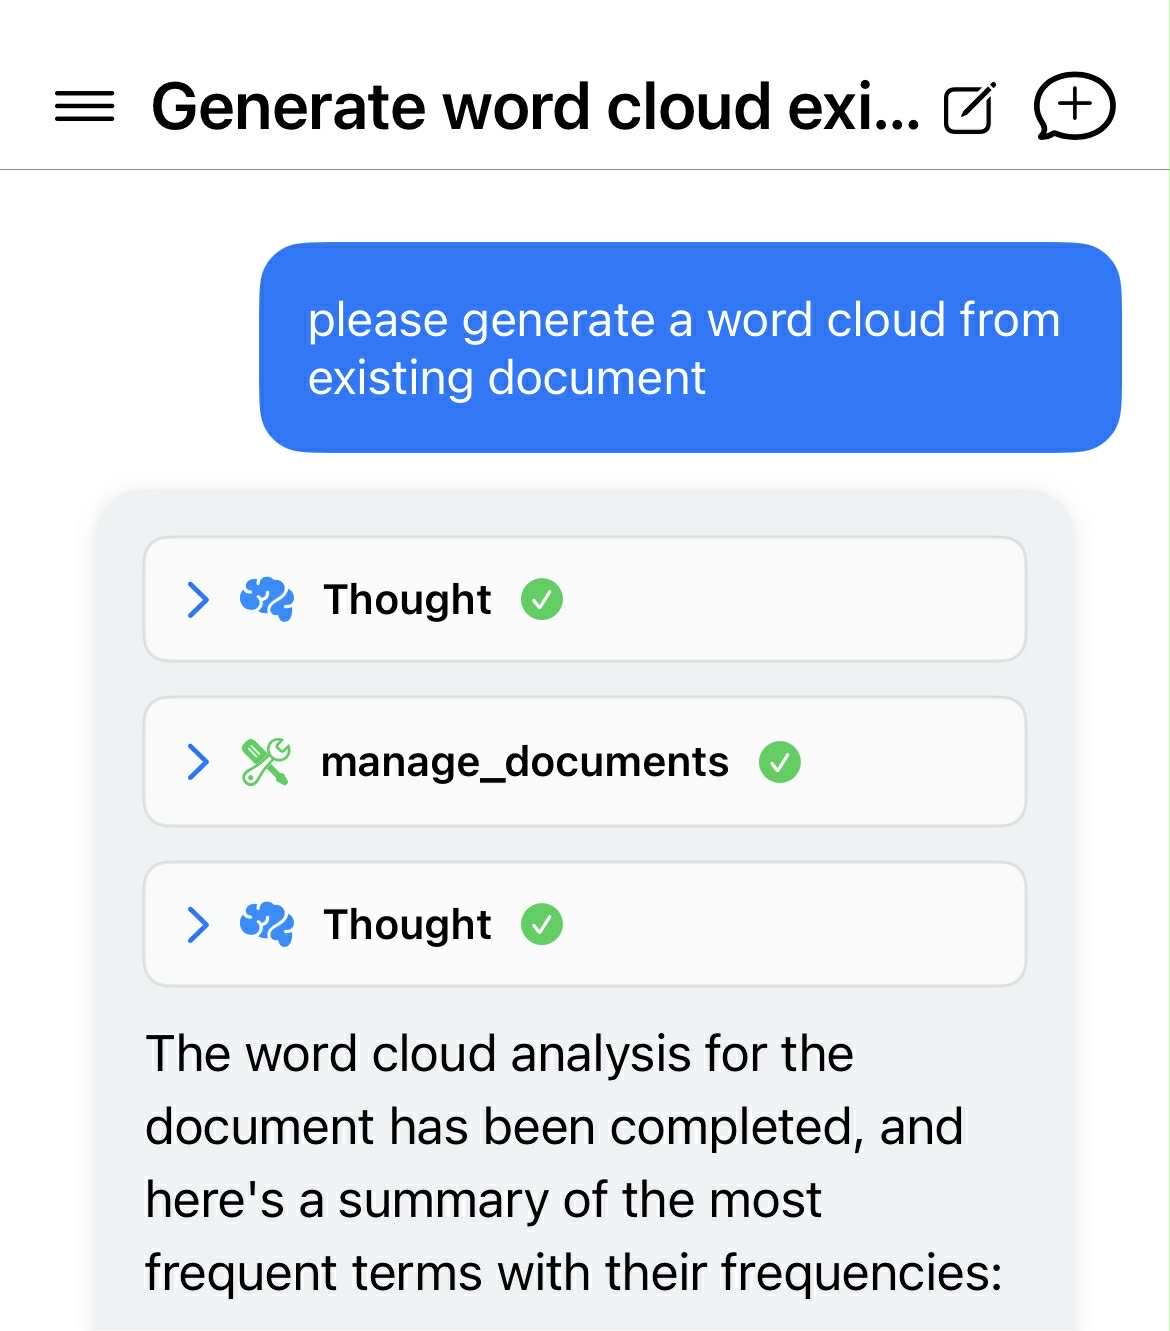 Generate word cloud exi...
please generate a word cloud from
existing document
Thought
manage_documents
Thought
The word cloud analysis for the
document has been completed, and
here's a summary of the most
frequent terms with their frequencies: